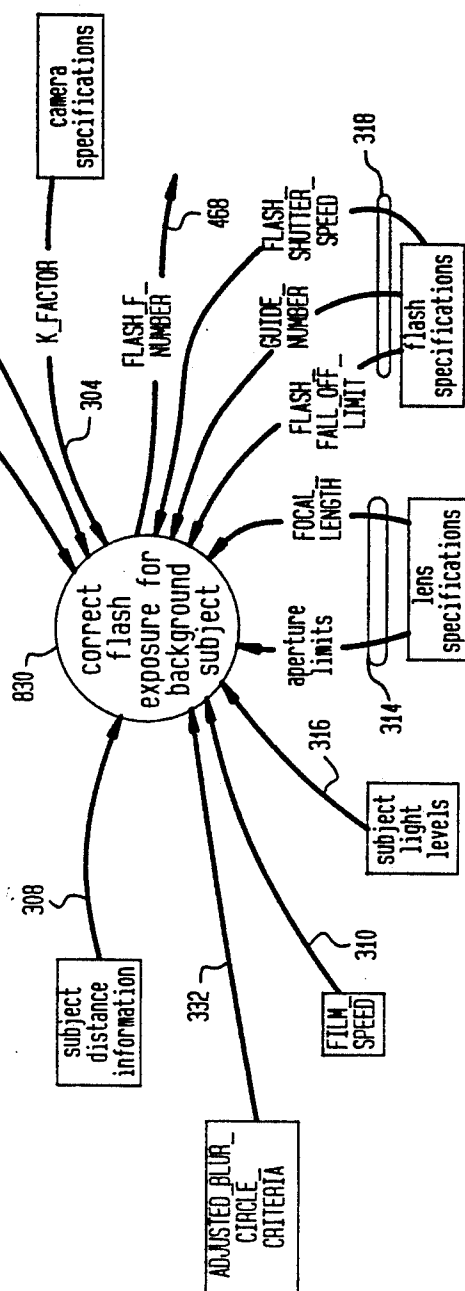 camera
specifications
K_FACTOR
304
FLASH_F_
NUMBER
468
830
correct
flash
exposure for
background
subject
308
subject
distance
information
332
ADJUSTED_BLUR_
CIRCLE_
CRITERIA
310
FILM_
SPEED
316
subject
light
levels
aperture
limits
FOCAL_
LENGTH
314
lens
specifications
FLASH_
FALL_OFF_
LIMIT
GUIDE_
NUMBER
FLASH_
SHUTTER_
SPEED
318
flash
specifications